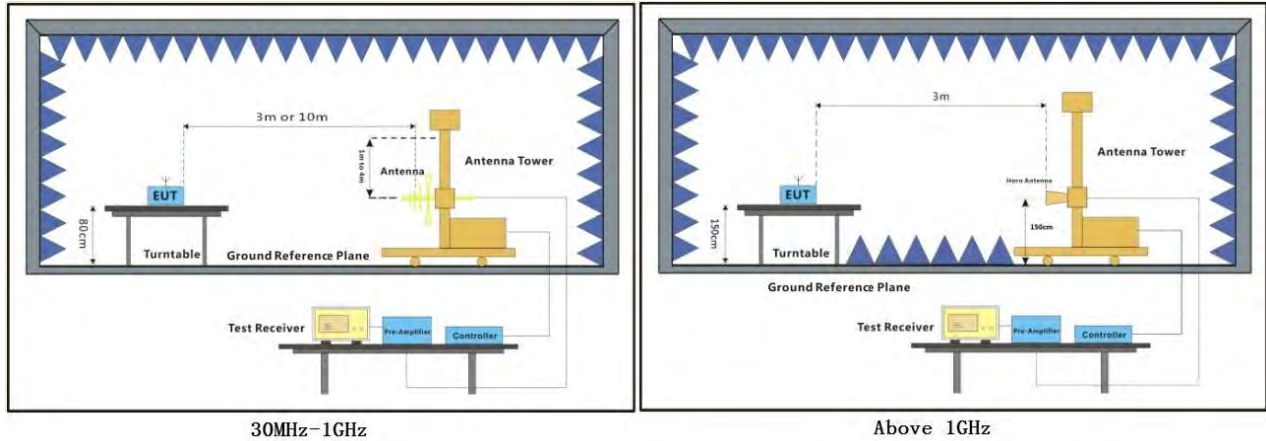 3m or 10m
1m to 4m
Antenna
Antenna Tower
EUT
80cm
Turntable
Ground Reference Plane
Test Receiver
Pre-Amplifier
Controller
30MHz-1GHz
3m
Antenna Tower
Horn Antenna
EUT
150cm
150cm
Turntable
Ground Reference Plane
Test Receiver
Pre-Amplifier
Controller
Above 1GHz